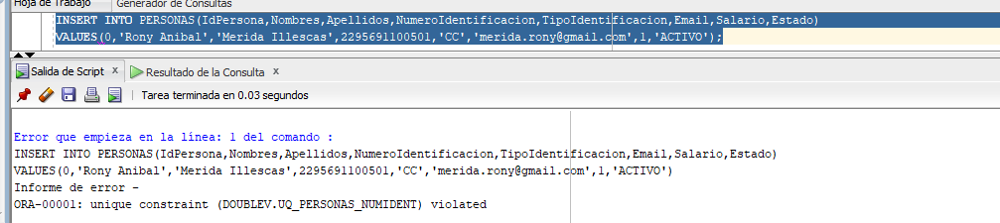 Hoja de Trabajo Generador de Consultas
INSERT INTO PERSONAS(IdPersona,Nombres,Apellidos,NumeroIdentificacion,TipoIdentificacion,Email,Salario,Estado)
VALUES(0,'Rony Anibal','Merida Illescas',2295691100501,'CC','merida.rony@gmail.com',1,'ACTIVO');
Salida de Script x Resultado de la Consulta x
Tarea terminada en 0.03 segundos
Error que empieza en la línea: 1 del comando :
INSERT INTO PERSONAS(IdPersona,Nombres,Apellidos,NumeroIdentificacion,TipoIdentificacion,Email,Salario,Estado)
VALUES(0,'Rony Anibal','Merida Illescas',2295691100501,'CC','merida.rony@gmail.com',1,'ACTIVO')
Informe de error -
ORA-00001: unique constraint (DOUBLEV.UQ_PERSONAS_NUMIDENT) violated